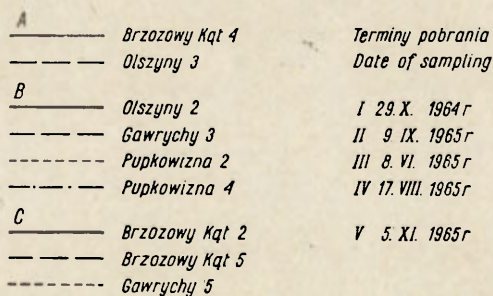 A
Brzozowy Kąt 4 Terminy pobrania
Olszyny 3 Date of sampling
B
Olszyny 2 I 29. X. 1964 r
Gawrychy 3 II 9 IX. 1965 r
Pupkowizna 2 III 8. VI. 1965 r
Pupkowizna 4 IV 17. VIII. 1965 r
C
Brzozowy Kąt 2 V 5. XI. 1965 r
Brzozowy Kąt 5
Gawrychy 5